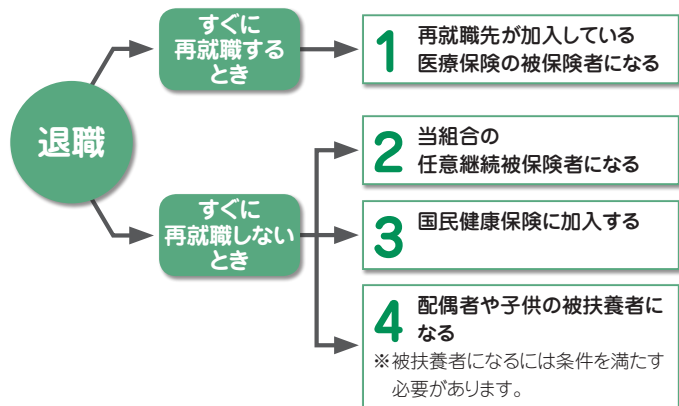 退職
すぐに
再就職する
とき
1
再就職先が加入している
医療保険の被保険者になる
すぐに
再就職しない
とき
2
当組合の
任意継続被保険者になる
3
国民健康保険に加入する
4
配偶者や子供の被扶養者に
なる
※被扶養者になるには条件を満たす
必要があります。